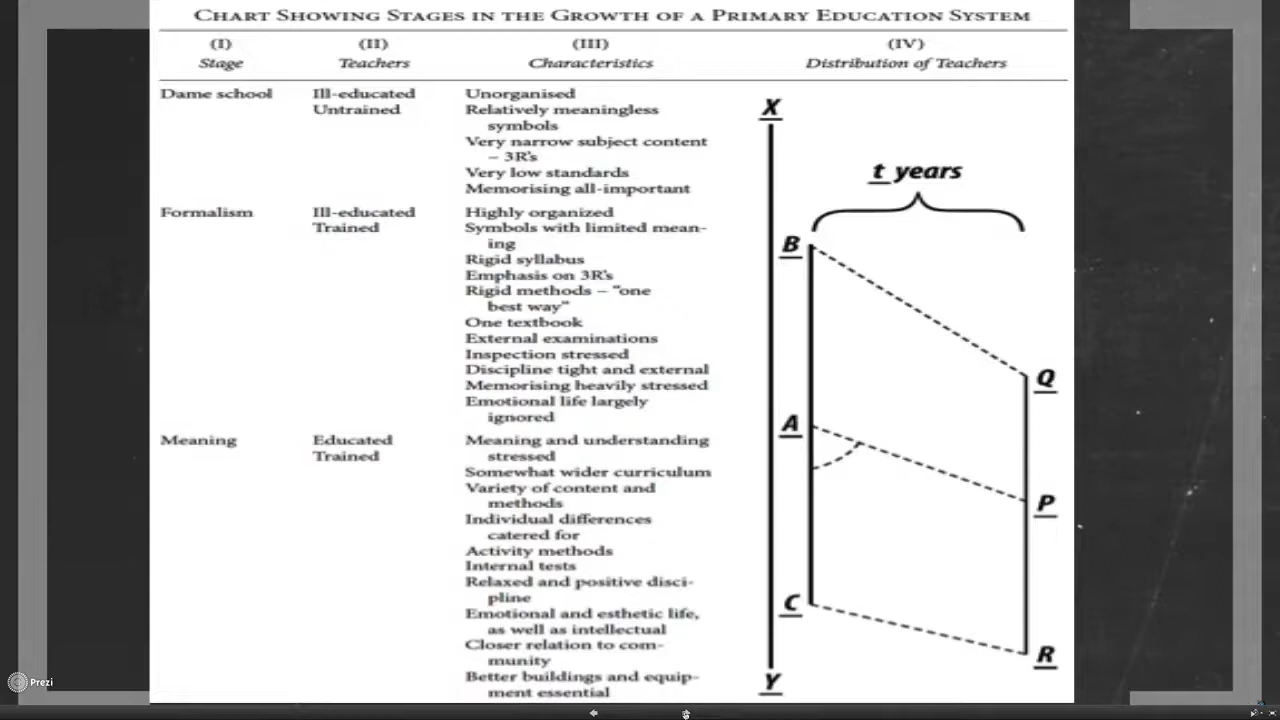 CHART SHOWING STAGES IN THE GROWTH OF A PRIMARY EDUCATION SYSTEM
(I) (II) (III) (IV)
Stage Teachers Characteristics Distribution of Teachers
Dame school Ill-educated Unorganised
Untrained Relatively meaningless
symbols
Very narrow subject content
– 3R's
Very low standards
Memorising all-important
Formalism Ill-educated Highly organized
Trained Symbols with limited mean-
ing
Rigid syllabus
Emphasis on 3R's
Rigid methods – "one
best way"
One textbook
External examinations
Inspection stressed
Discipline tight and external
Memorising heavily stressed
Emotional life largely
ignored
Meaning Educated Meaning and understanding
Trained stressed
Somewhat wider curriculum
Variety of content and
methods
Individual differences
catered for
Activity methods
Internal tests
Relaxed and positive disci-
pline
Emotional and esthetic life,
as well as intellectual
Closer relation to com-
munity
Better buildings and equip-
ment essential
X
t years
B
Q
A
P
C
R
Y
Prezi